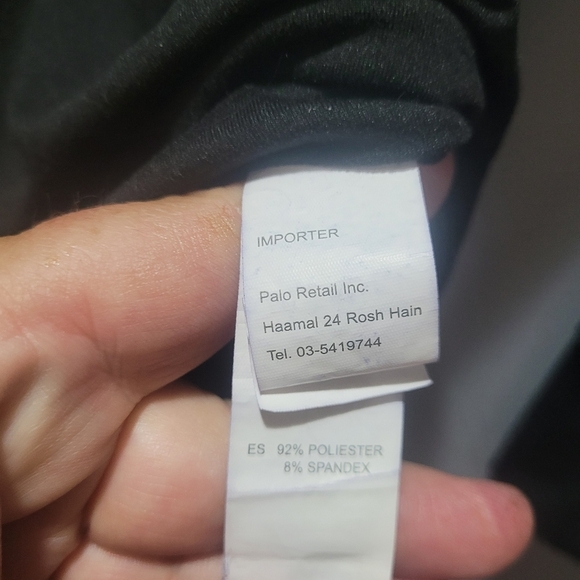 IMPORTER
Palo Retail Inc.
Haamal 24 Rosh Hain
Tel. 03-5419744
ES 92% POLIESTER
8% SPANDEX